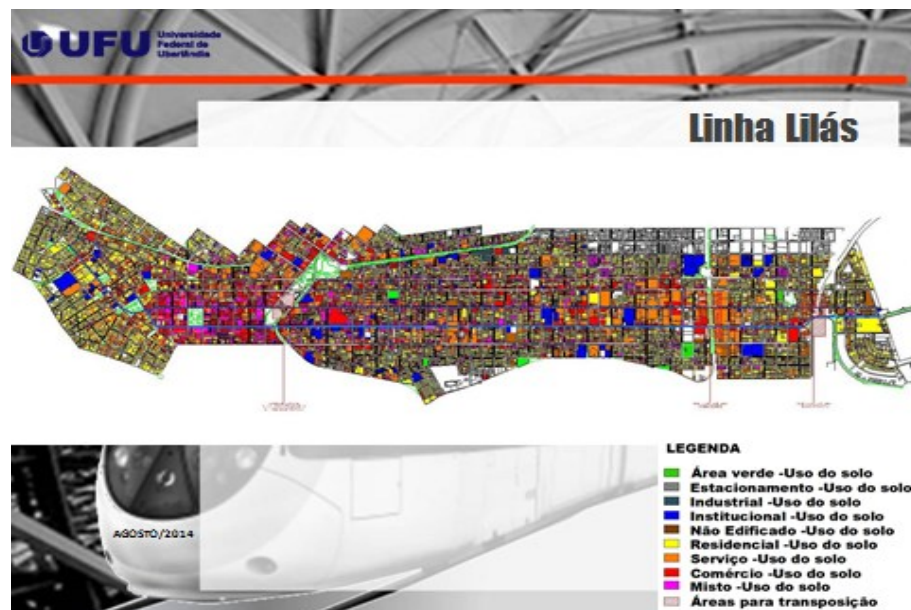 UFU
Universidade
Federal de
Uberlândia
Linha Lilás
LEGENDA
Área verde -Uso do solo
Estacionamento -Uso do solo
Industrial -Uso do solo
Institucional -Uso do solo
Não Edificado -Uso do solo
Residencial -Uso do solo
Serviço -Uso do solo
Comércio -Uso do solo
Misto -Uso do solo
Áreas para transposição
AGOSTO/2014